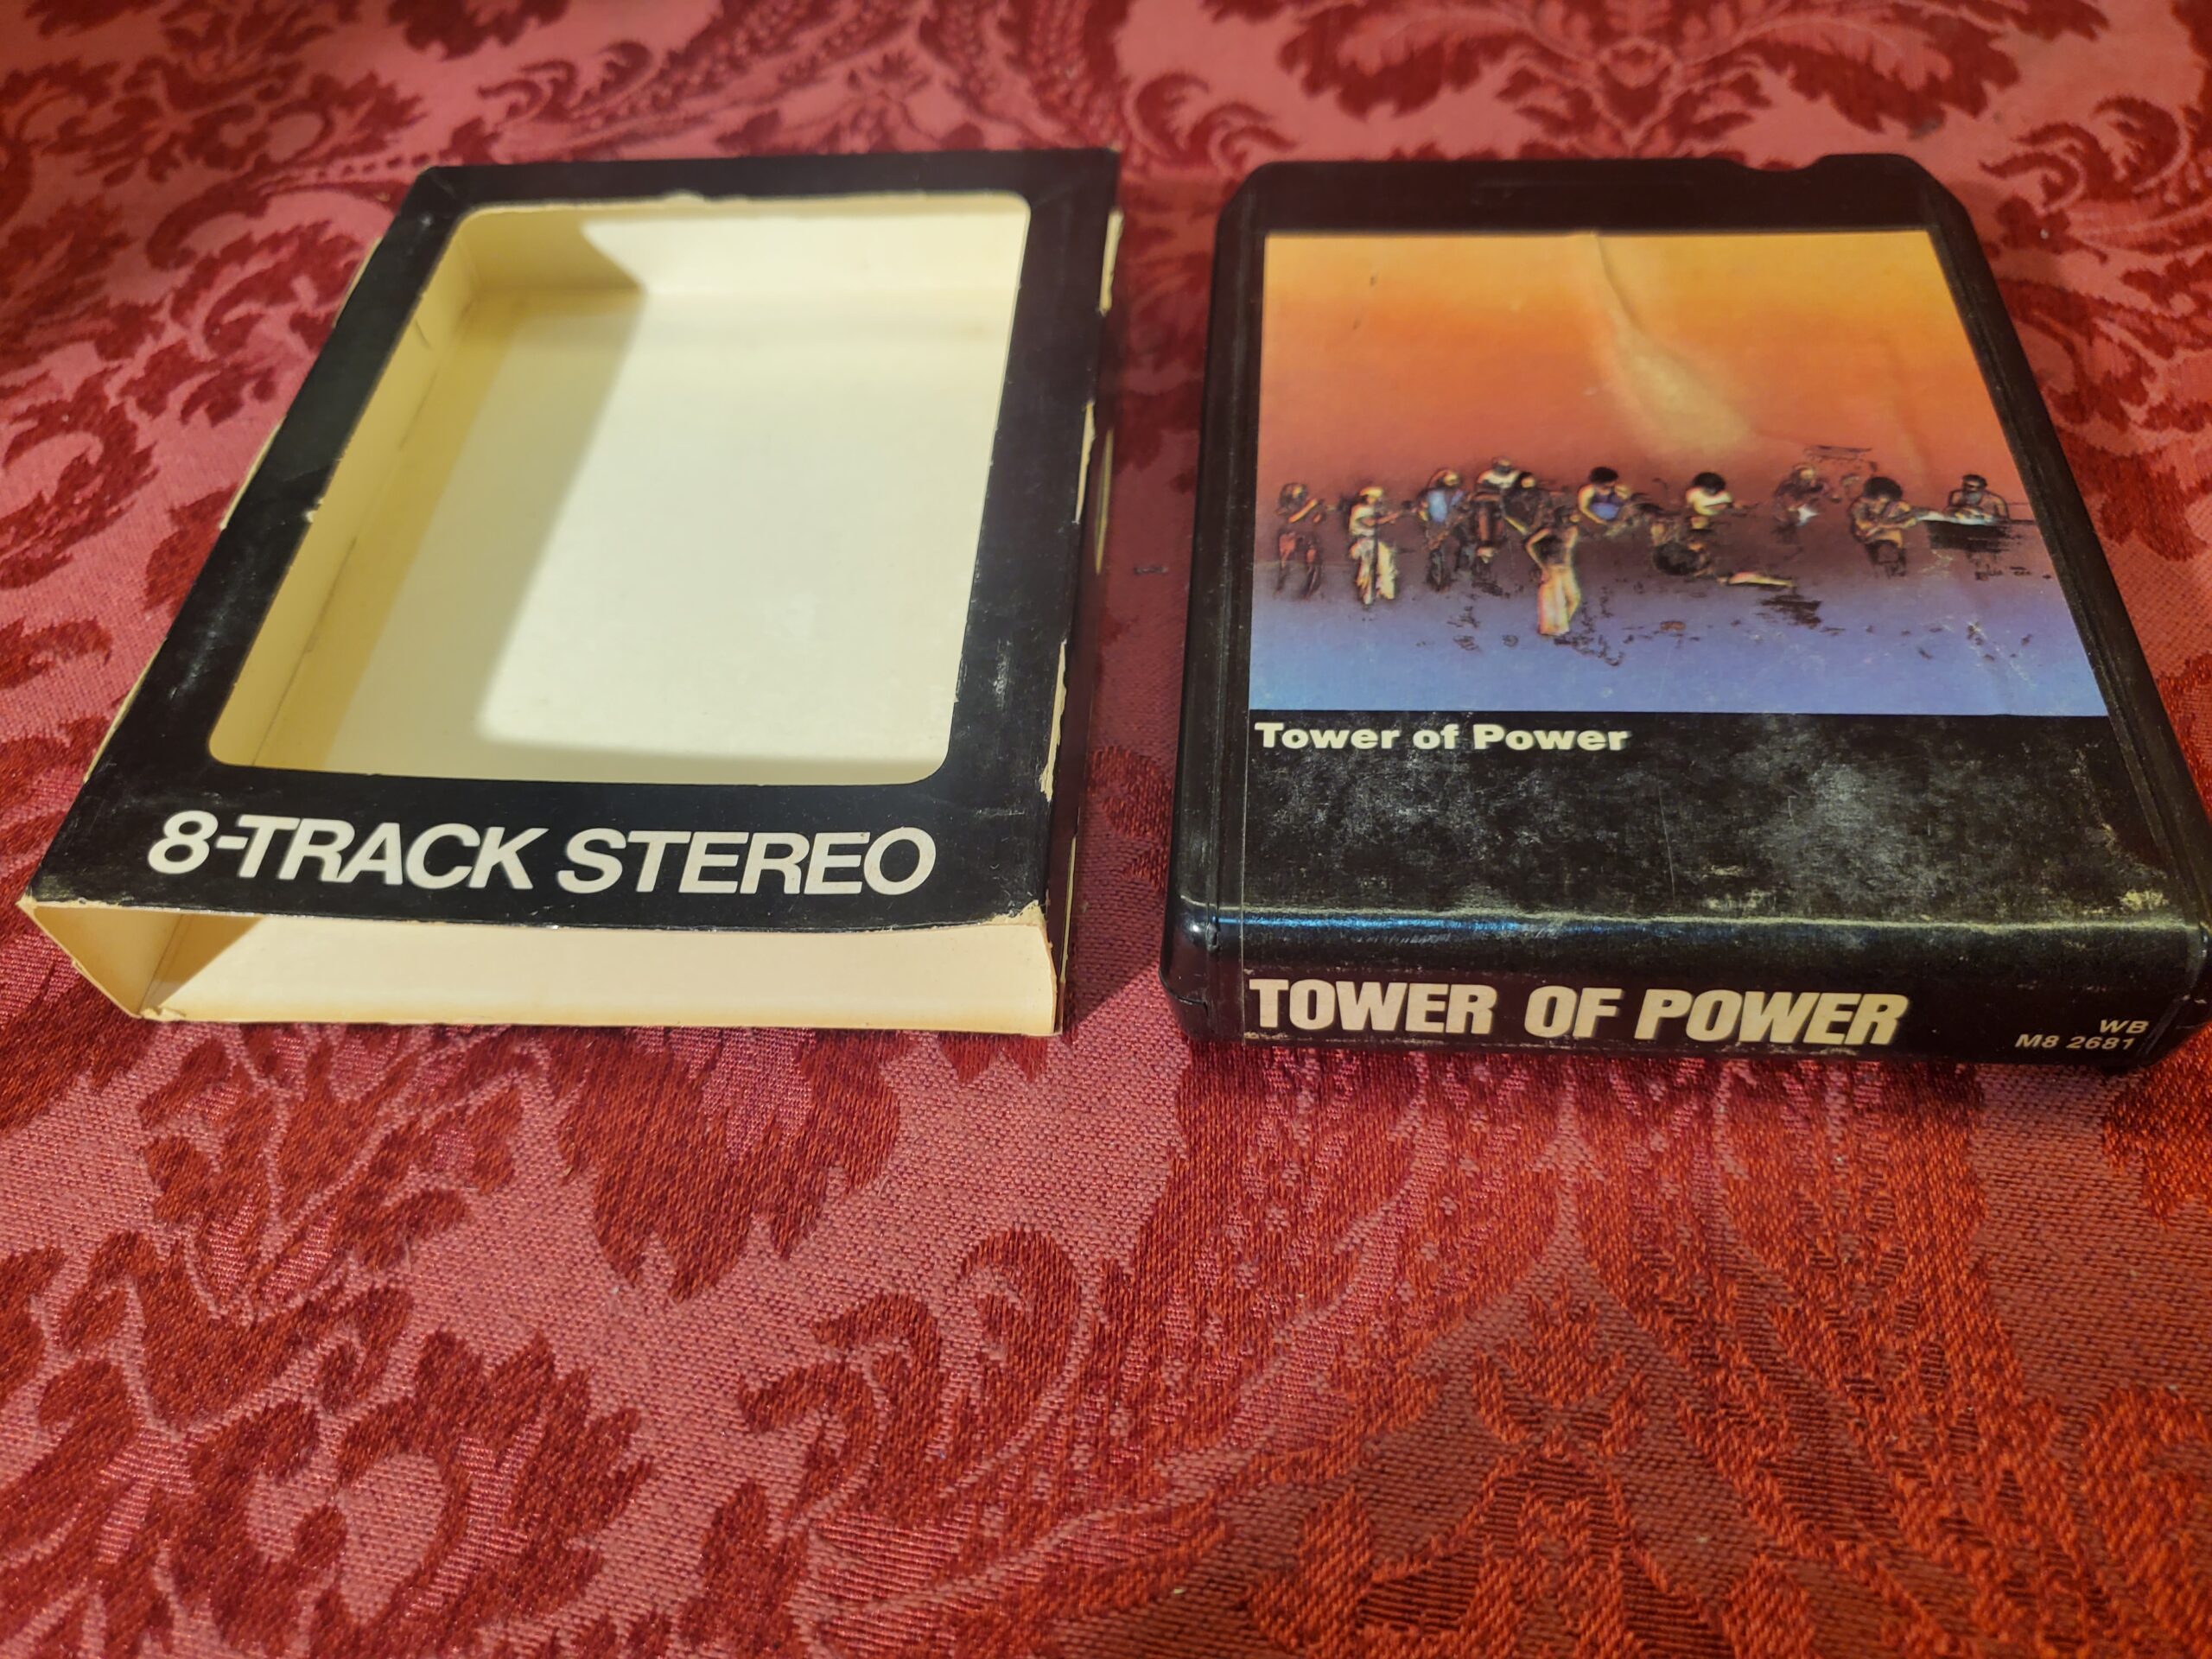 8-TRACK STEREO
Tower of Power
TOWER OF POWER
WB
M8 2681